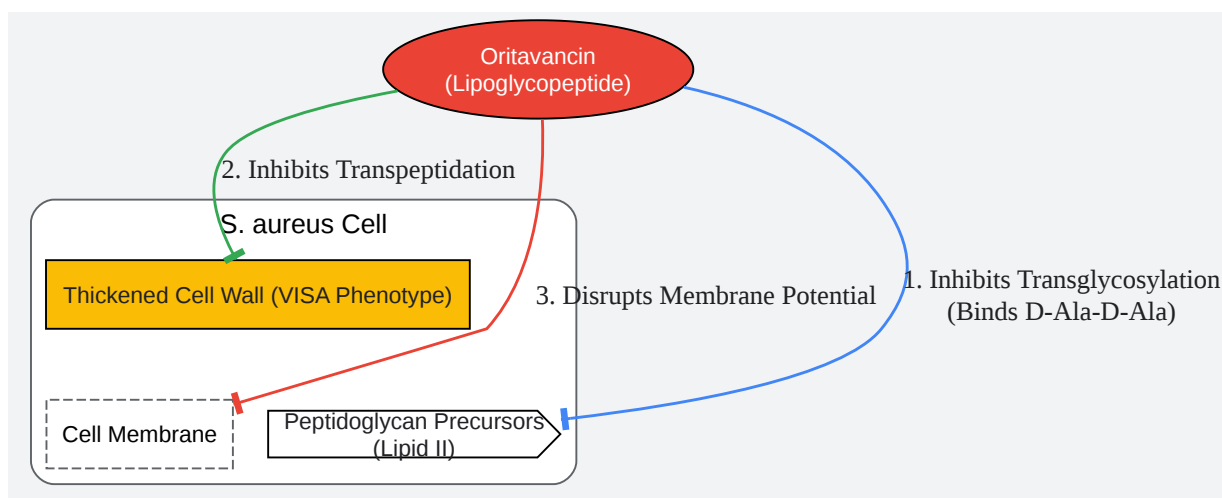 Oritavancin
(Lipoglycopeptide)
2. Inhibits Transpeptidation
S. aureus Cell
Thickened Cell Wall (VISA Phenotype)
3. Disrupts Membrane Potential
1. Inhibits Transglycosylation
(Binds D-Ala-D-Ala)
Cell Membrane
Peptidoglycan Precursors
(Lipid II)